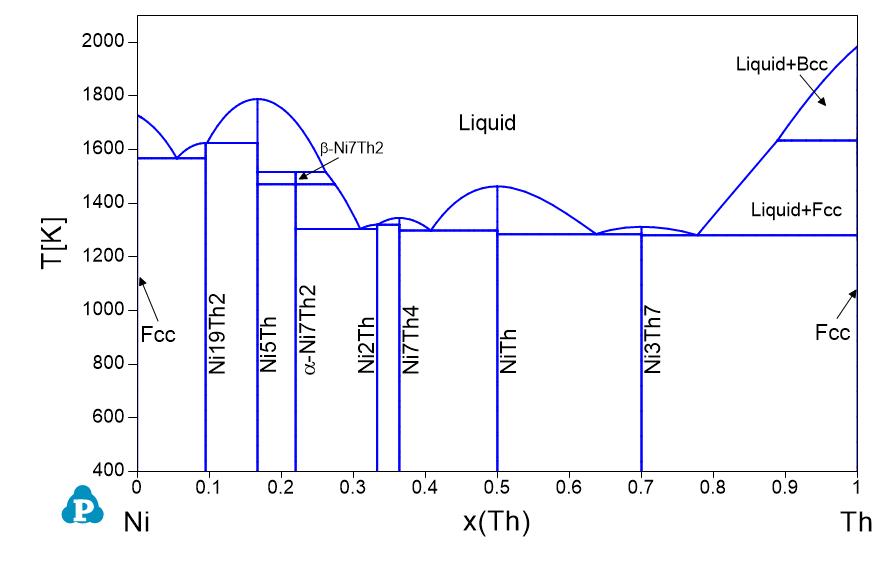 2000
1800
1600
1400
1200
1000
800
600
400
T[K]
Liquid+Bcc
Liquid
β-Ni7Th2
Liquid+Fcc
Fcc
Ni19Th2
Ni5Th
α-Ni7Th2
Ni2Th
Ni7Th4
NiTh
Ni3Th7
Fcc
0 0.1 0.2 0.3 0.4 0.5 0.6 0.7 0.8 0.9 1
P
Ni x(Th) Th